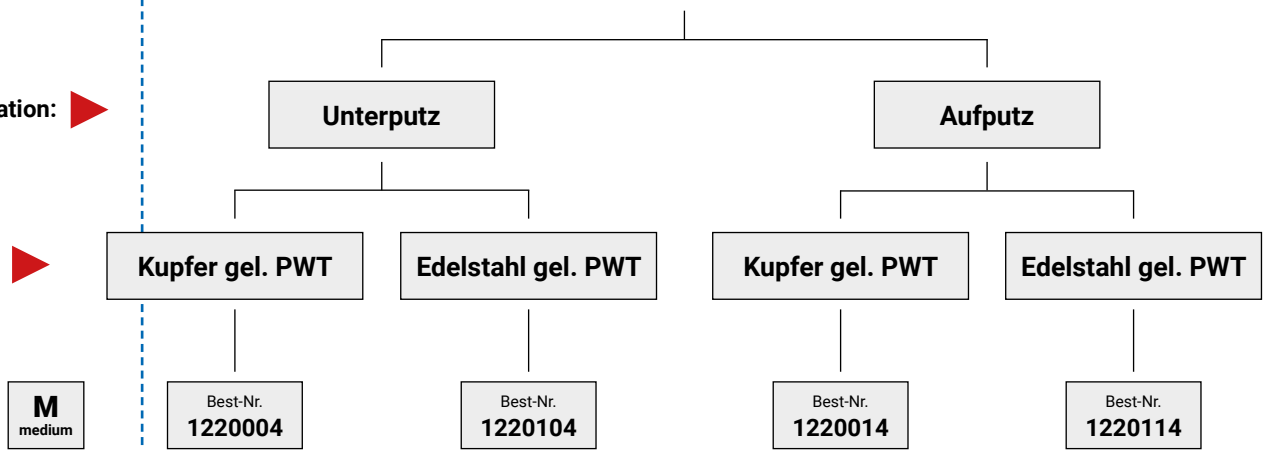 ation:
Unterputz
Aufputz
Kupfer gel. PWT
Edelstahl gel. PWT
Kupfer gel. PWT
Edelstahl gel. PWT
M
medium
Best-Nr.
1220004
Best-Nr.
1220104
Best-Nr.
1220014
Best-Nr.
1220114